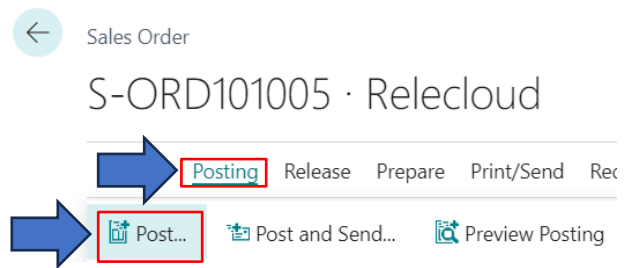 Sales Order
S-ORD101005 · Relecloud
Posting Release Prepare Print/Send
Post... Post and Send... Preview Posting